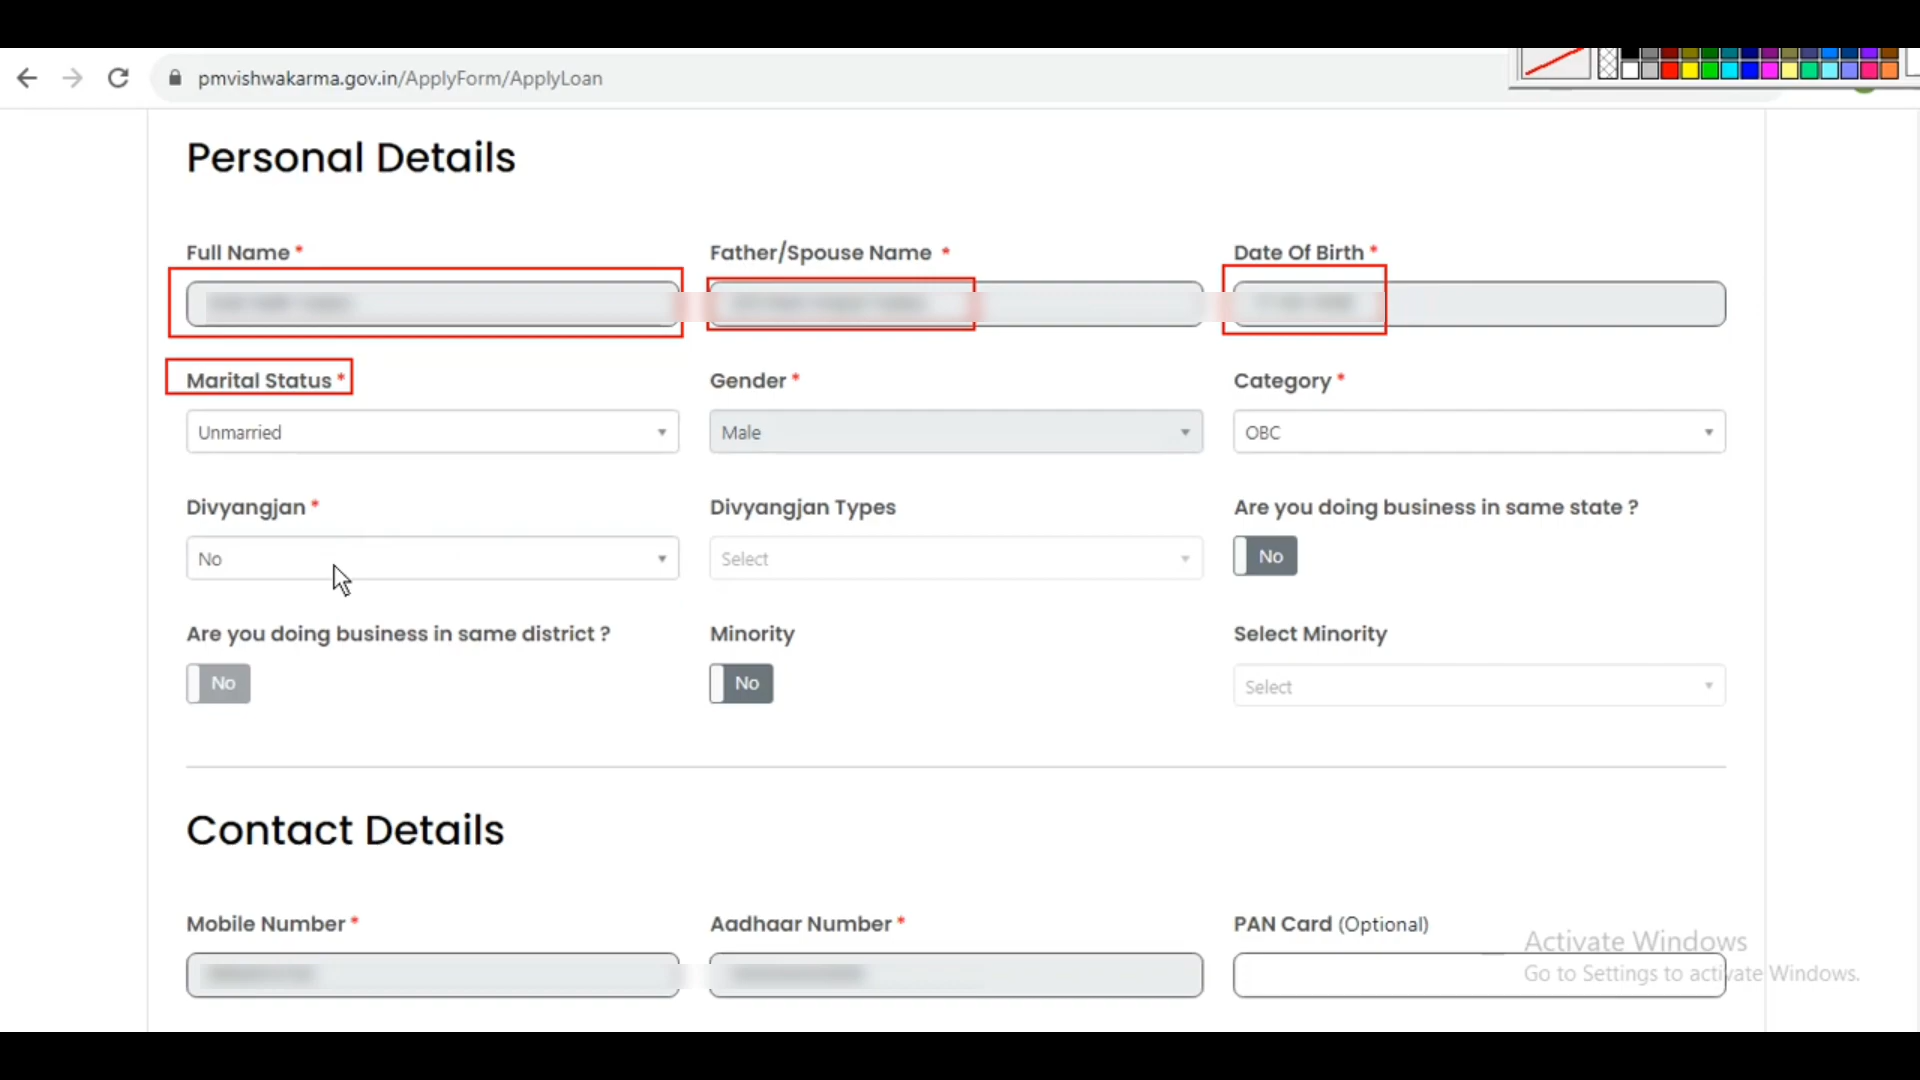 pmvishwakarma.gov.in/ApplyForm/ApplyLoan
Personal Details
Full Name * Father/Spouse Name * Date Of Birth *
Marital Status * Gender * Category *
Unmarried Male OBC
Divyangjan * Divyangjan Types Are you doing business in same state ?
No Select No
Are you doing business in same district ? Minority Select Minority
No No Select
Contact Details
Mobile Number * Aadhaar Number * PAN Card (Optional)
Activate Windows
Go to Settings to activate Windows.